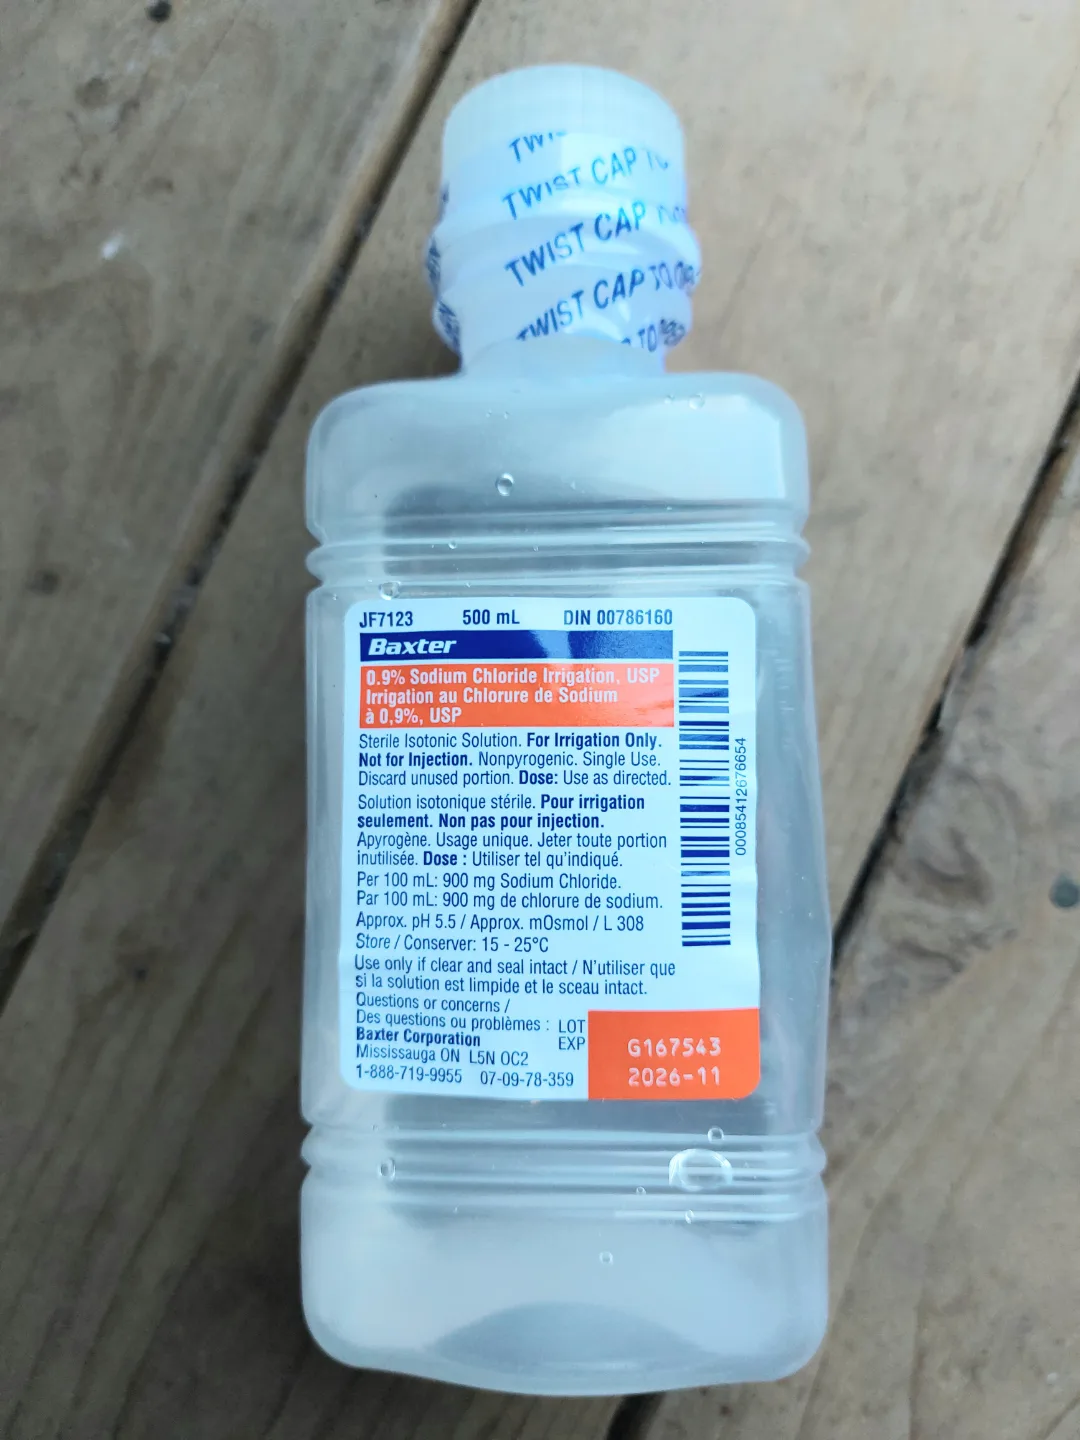 TWIST CAP
TWIST CAP
TWIST CAP TO
TO
JF7123 500 mL DIN 00786160
Baxter
0.9% Sodium Chloride Irrigation, USP
Irrigation au Chlorure de Sodium
à 0,9%, USP
Sterile Isotonic Solution. For Irrigation Only.
Not for Injection. Nonpyrogenic. Single Use.
Discard unused portion. Dose: Use as directed.
Solution isotonique stérile. Pour irrigation
seulement. Non pas pour injection.
Apyrogène. Usage unique. Jeter toute portion
inutilisée. Dose : Utiliser tel qu'indiqué.
Per 100 mL: 900 mg Sodium Chloride.
Par 100 mL: 900 mg de chlorure de sodium.
Approx. pH 5.5 / Approx. mOsmol / L 308
Store / Conserver: 15 - 25°C
Use only if clear and seal intact / N'utiliser que
si la solution est limpide et le sceau intact.
Questions or concerns /
Des questions ou problèmes :
Baxter Corporation
Mississauga ON L5N 0C2
1-888-719-9955 07-09-78-359
LOT G167543
EXP 2026-11
00085412676654